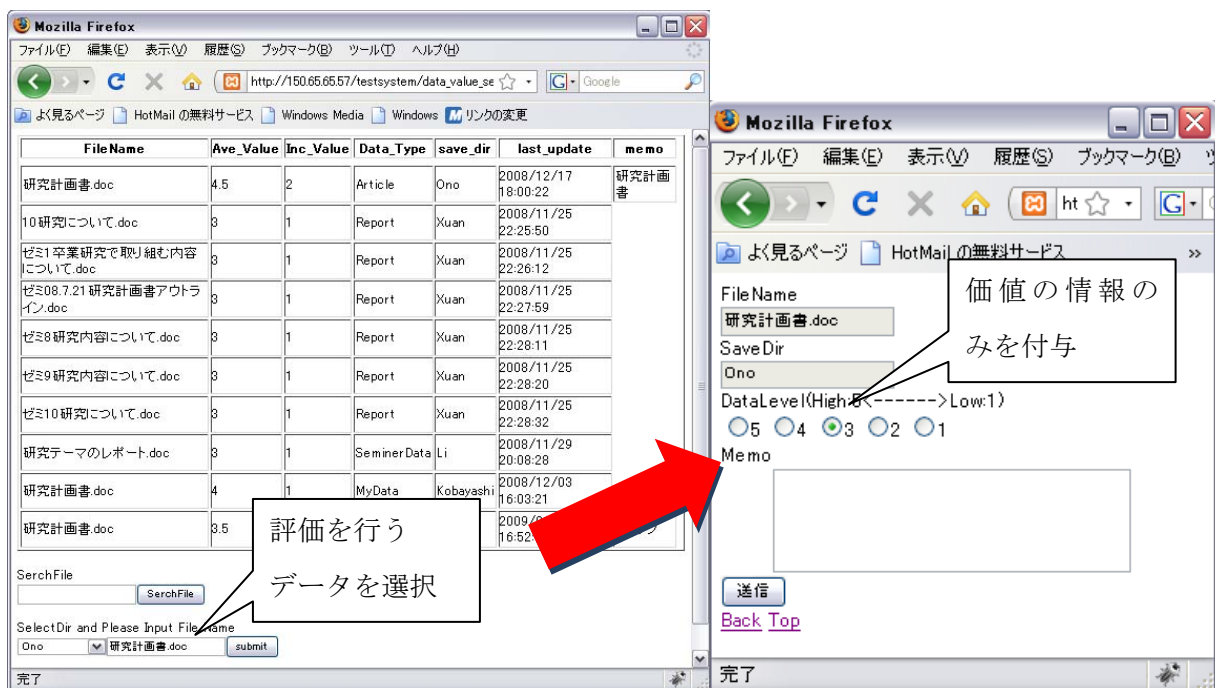 Mozilla Firefox
ファイル(F) 編集(E) 表示(V) 履歴(S) ブックマーク(B) ツール(T) ヘルプ(H)
http://150.65.65.57/testsystem/data_value_se
Google
よく見るページ HotMail の無料サービス Windows Media Windows リンクの変更
FileName Ave_Value Inc_Value Data_Type save_dir last_update memo
研究計画書.doc 4.5 2 Article Ono 2008/12/17 18:00:22 研究計画書
10研究について.doc 3 1 Report Xuan 2008/11/25 22:25:50
ゼミ1卒業研究で取り組む内容について.doc 3 1 Report Xuan 2008/11/25 22:26:12
ゼミ08.7.21研究計画書アウトライン.doc 3 1 Report Xuan 2008/11/25 22:27:59
ゼミ8研究内容について.doc 3 1 Report Xuan 2008/11/25 22:28:11
ゼミ9研究内容について.doc 3 1 Report Xuan 2008/11/25 22:28:20
ゼミ10研究について.doc 3 1 Report Xuan 2008/11/25 22:28:32
研究テーマのレポート.doc 3 1 SeminerData Li 2008/11/29 20:08:28
研究計画書.doc 4 1 MyData Kobayashi 2008/12/03 16:03:21
研究計画書.doc 3.5 2009/ 16:52:
評価を行う
データを選択
SerchFile
SerchFile
SelectDir and Please Input FileName
Ono 研究計画書.doc submit
完了
Mozilla Firefox
ファイル(F) 編集(E) 表示(V) 履歴(S) ブックマーク(B)
ht
よく見るページ HotMail の無料サービス »
価値の情報の
みを付与
FileName
研究計画書.doc
SaveDir
Ono
DataLevel(High:5<------>Low:1)
5 4 3 2 1
Memo
送信
Back Top
完了